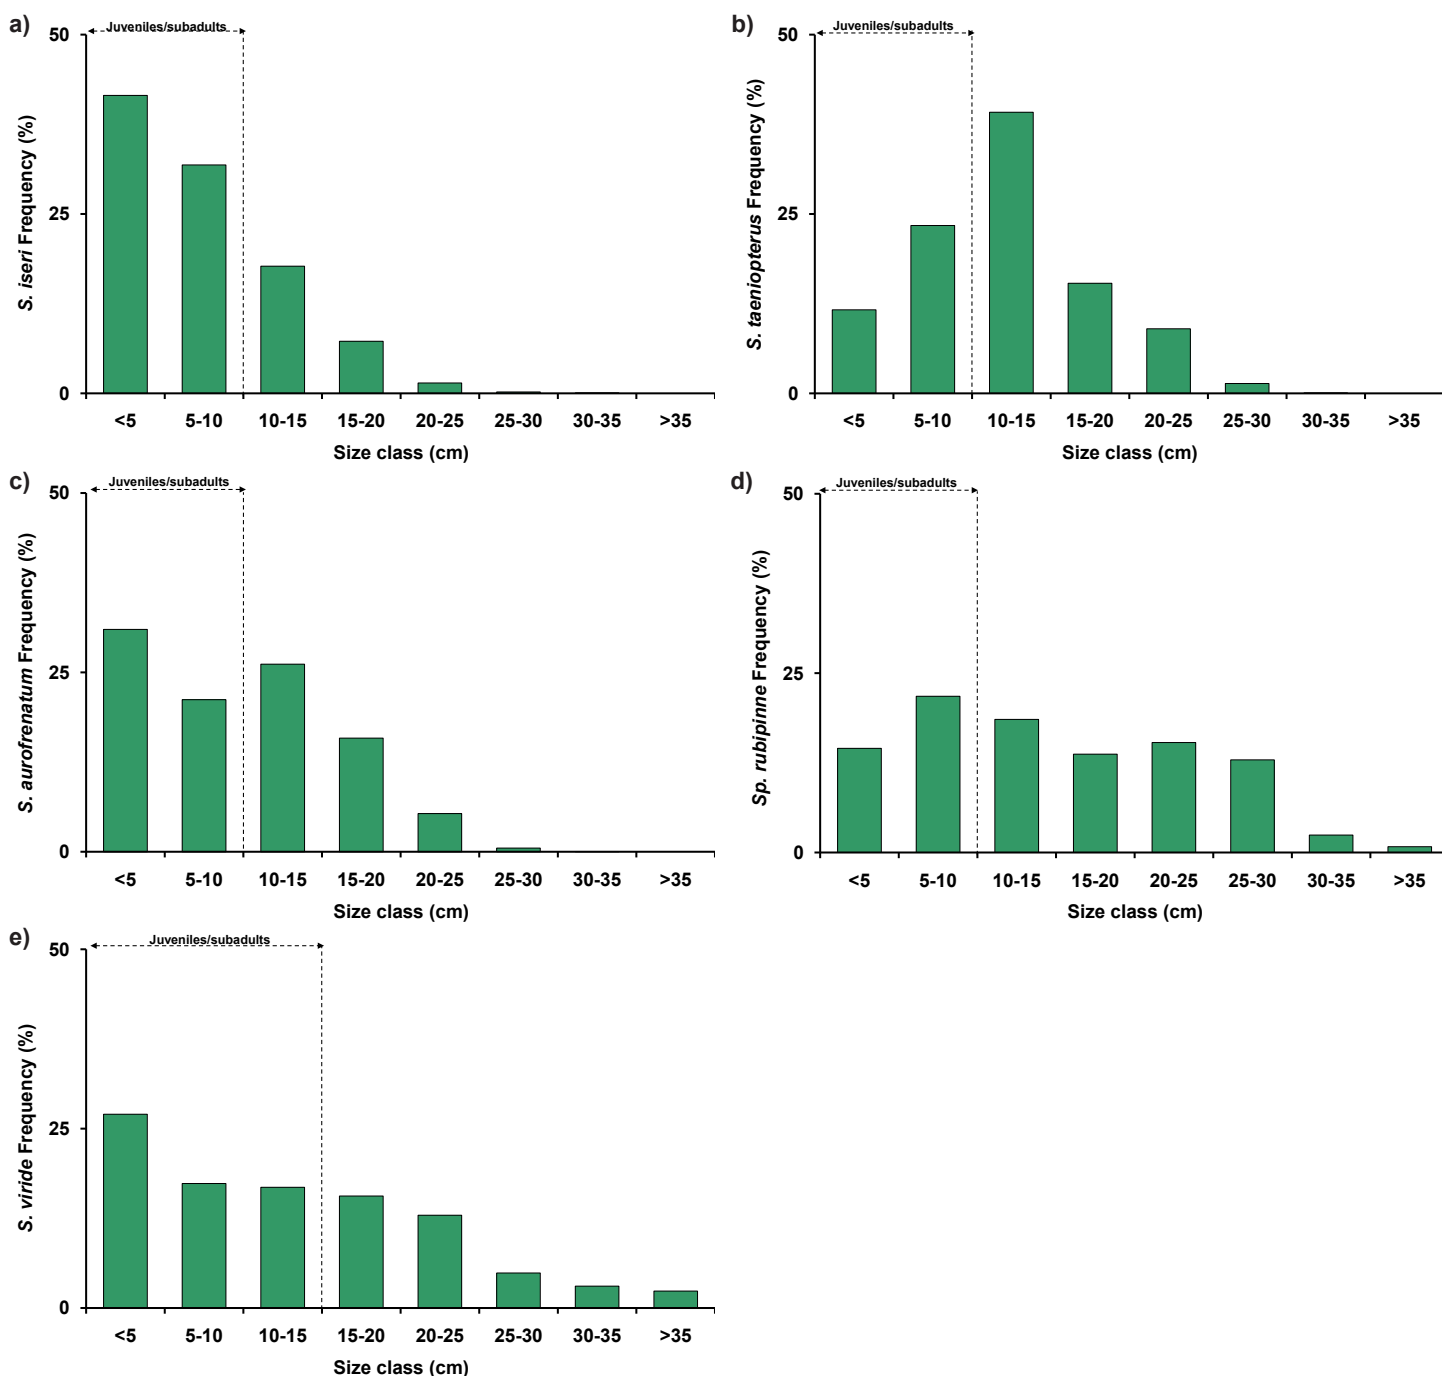 a)
Juveniles/subadults
50
25
0
S. iseri Frequency (%)
<5 5-10 10-15 15-20 20-25 25-30 30-35 >35
Size class (cm)
b)
Juveniles/subadults
50
25
0
S. taeniopterus Frequency (%)
<5 5-10 10-15 15-20 20-25 25-30 30-35 >35
Size class (cm)
c)
Juveniles/subadults
50
25
0
S. aurofrenatum Frequency (%)
<5 5-10 10-15 15-20 20-25 25-30 30-35 >35
Size class (cm)
d)
Juveniles/subadults
50
25
0
Sp. rubipinne Frequency (%)
<5 5-10 10-15 15-20 20-25 25-30 30-35 >35
Size class (cm)
e)
Juveniles/subadults
50
25
0
S. viride Frequency (%)
<5 5-10 10-15 15-20 20-25 25-30 30-35 >35
Size class (cm)